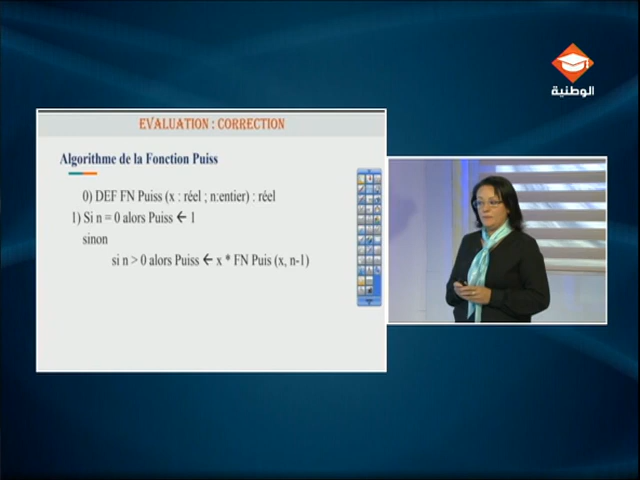 الوطنية
EVALUATION : CORRECTION
Algorithme de la Fonction Puiss
0) DEF FN Puiss (x : réel ; n:entier) : réel
1) Si n = 0 alors Puiss ← 1
sinon
si n > 0 alors Puiss ← x * FN Puis (x, n-1)